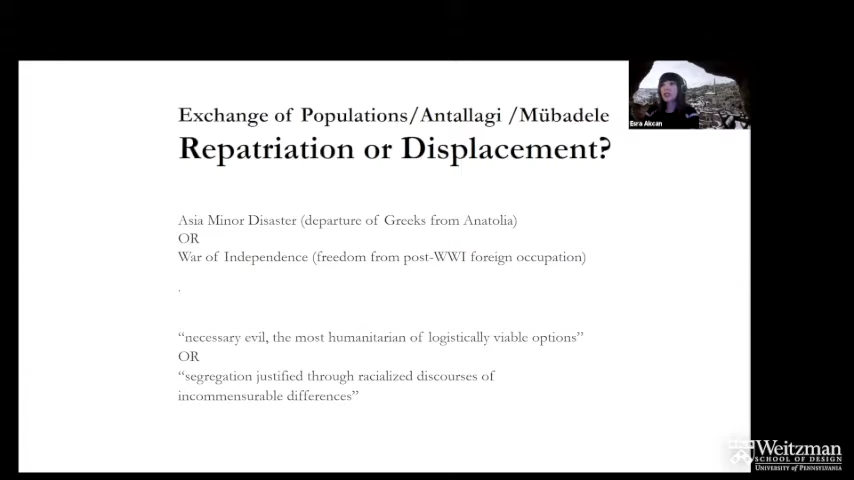 Exchange of Populations/Antallagi /Mübadele
Repatriation or Displacement?
Esra Akcan
Asia Minor Disaster (departure of Greeks from Anatolia)
OR
War of Independence (freedom from post-WWI foreign occupation)
.
“necessary evil, the most humanitarian of logistically viable options”
OR
“segregation justified through racialized discourses of
incommensurable differences”
Weitzman
SCHOOL OF DESIGN
UNIVERSITY OF PENNSYLVANIA